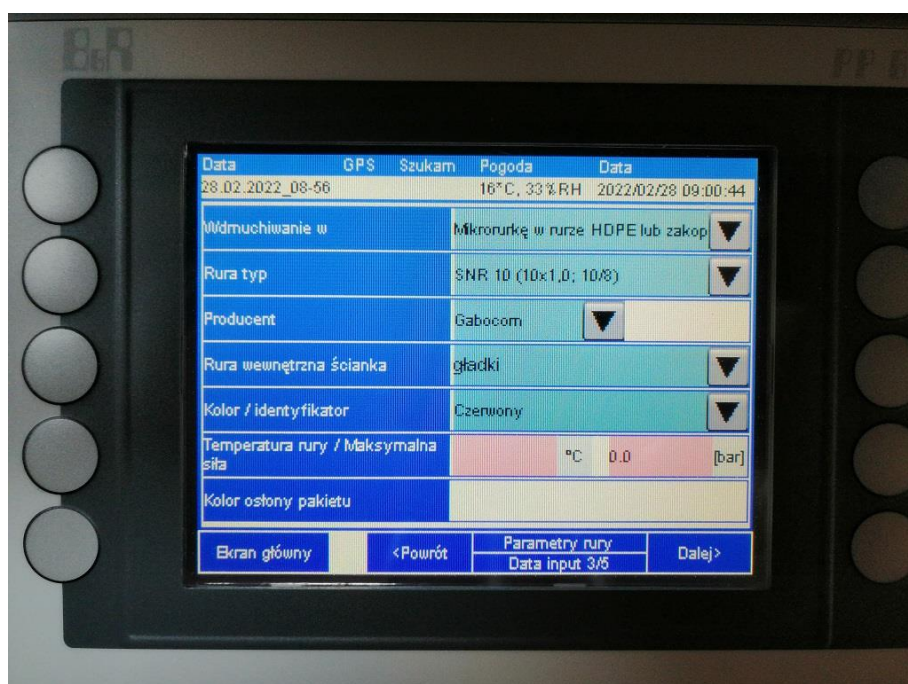 B&R
PP
Data GPS Szukam Pogoda Data
28.02.2022_08-56 16°C, 33%RH 2022/02/28 09:00:44
Wdmuchiwanie w Mikrorurkę w rurze HDPE lub zakop
Rura typ SNR 10 (10x1,0; 10/8)
Producent Gabocom
Rura wewnętrzna ścianka gładki
Kolor / identyfikator Czerwony
Temperatura rury / Maksymalna °C 0.0 [bar]
siła
Kolor osłony pakietu
Ekran główny <Powrót Parametry rury Dalej>
Data input 3/5